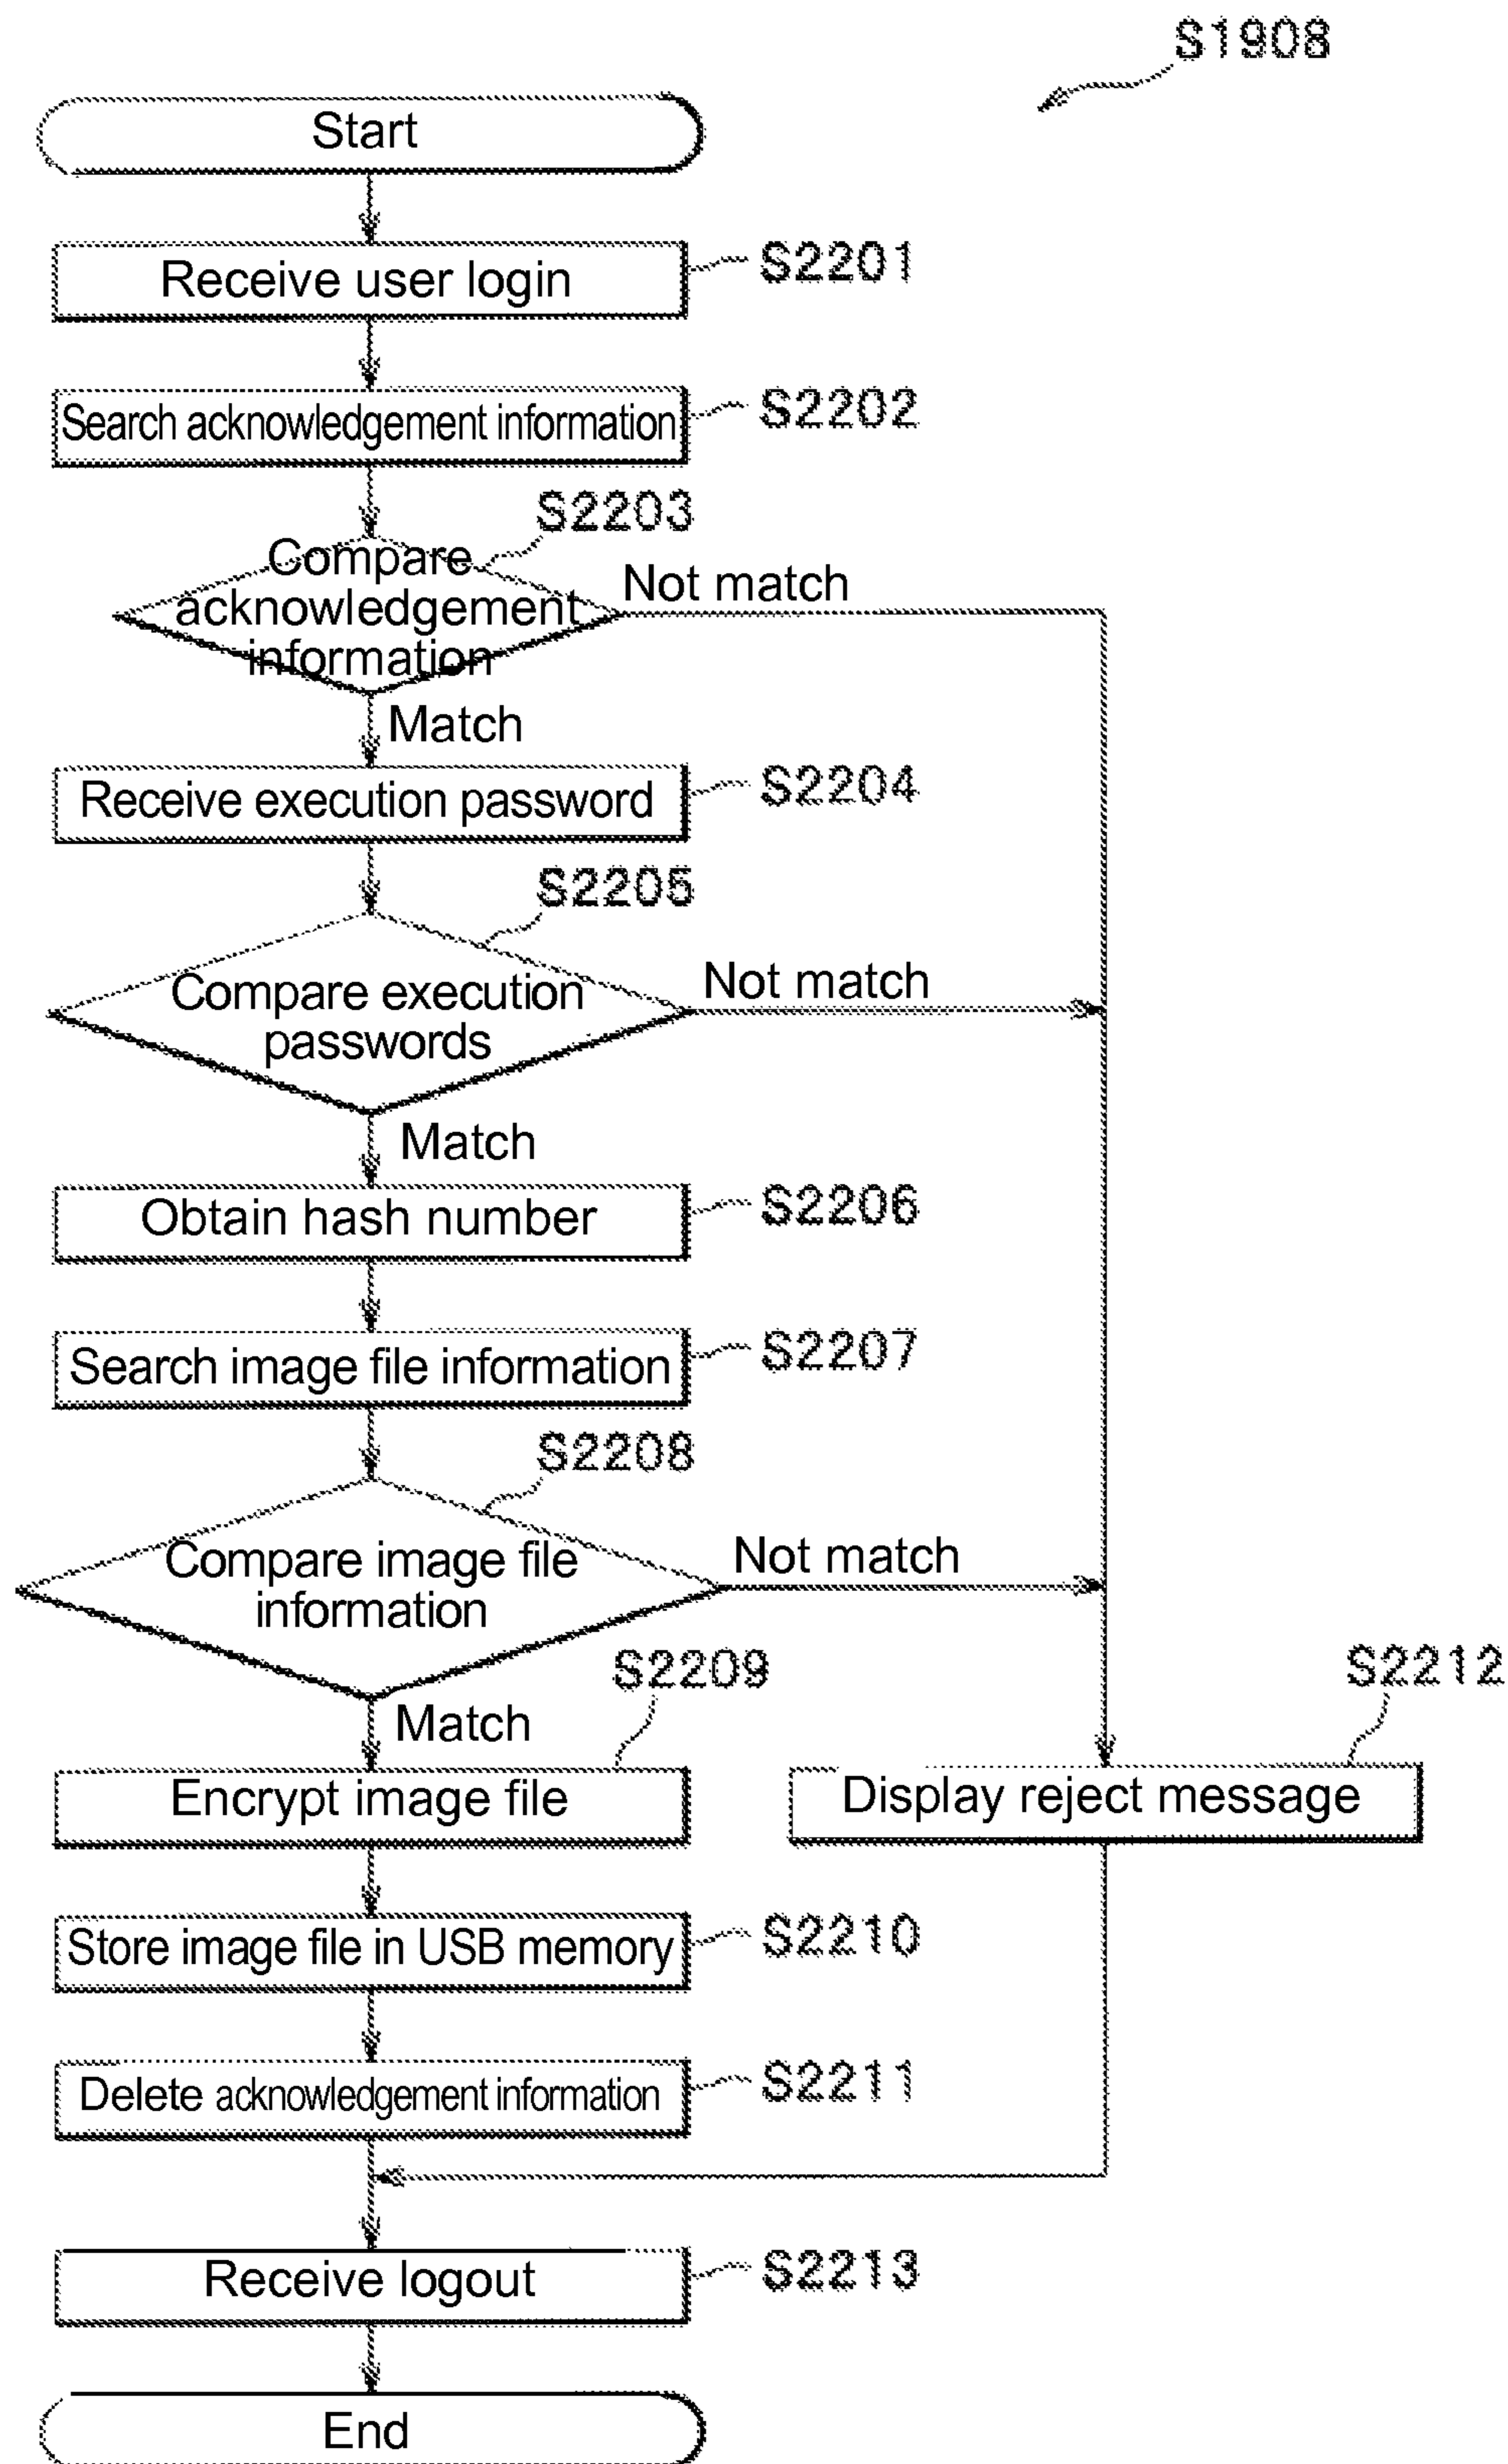 S1908
Start
Receive user login
S2201
Search acknowledgement information
S2202
S2203
Compare
acknowledgement
information
Not match
Match
Receive execution password
S2204
S2205
Compare execution
passwords
Not match
Match
Obtain hash number
S2206
Search image file information
S2207
S2208
Compare image file
information
Not match
Match
S2209
Encrypt image file
S2212
Display reject message
Store image file in USB memory
S2210
Delete acknowledgement information
S2211
Receive logout
S2213
End